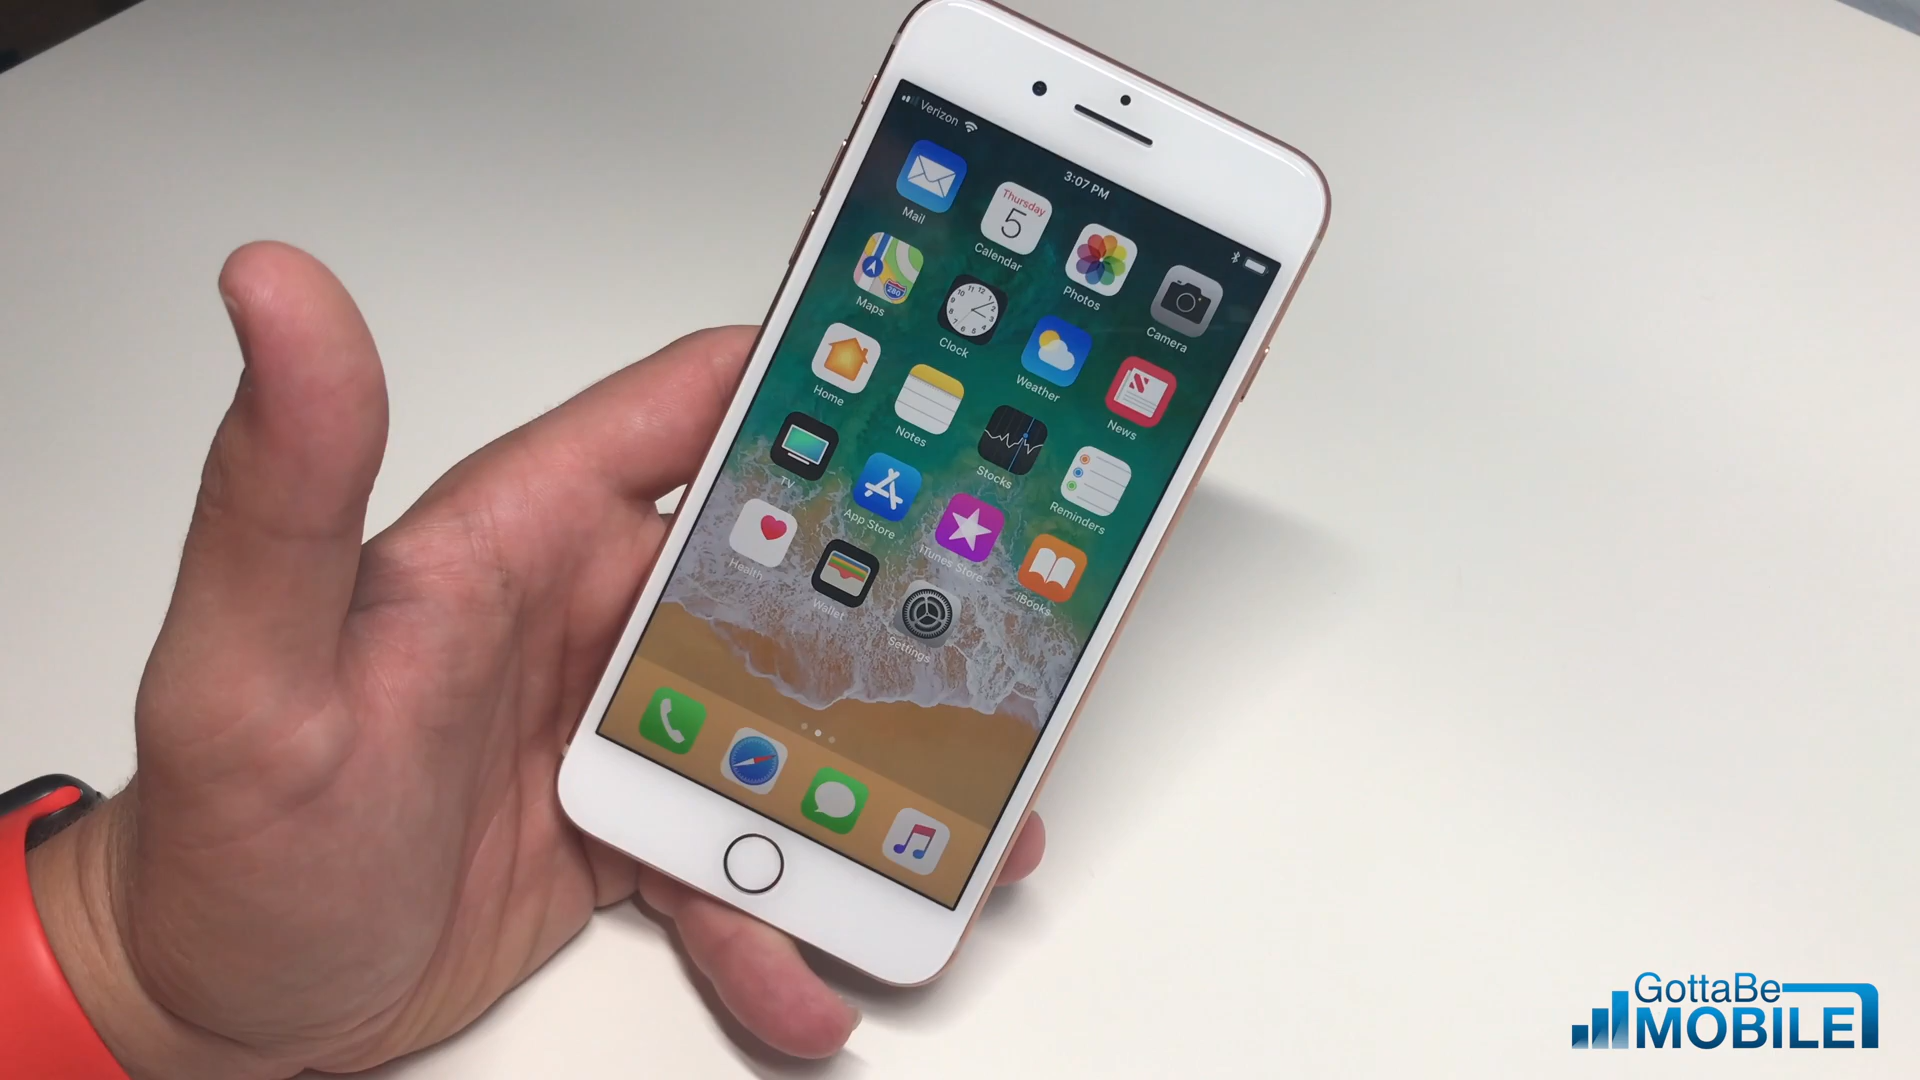 Verizon
3:07 PM
Mail
Thursday
5
Calendar
Photos
Camera
Maps
280
Clock
Weather
News
Home
Notes
Stocks
Reminders
TV
App Store
iTunes Store
iBooks
Health
Wallet
Settings
GottaBe
MOBILE